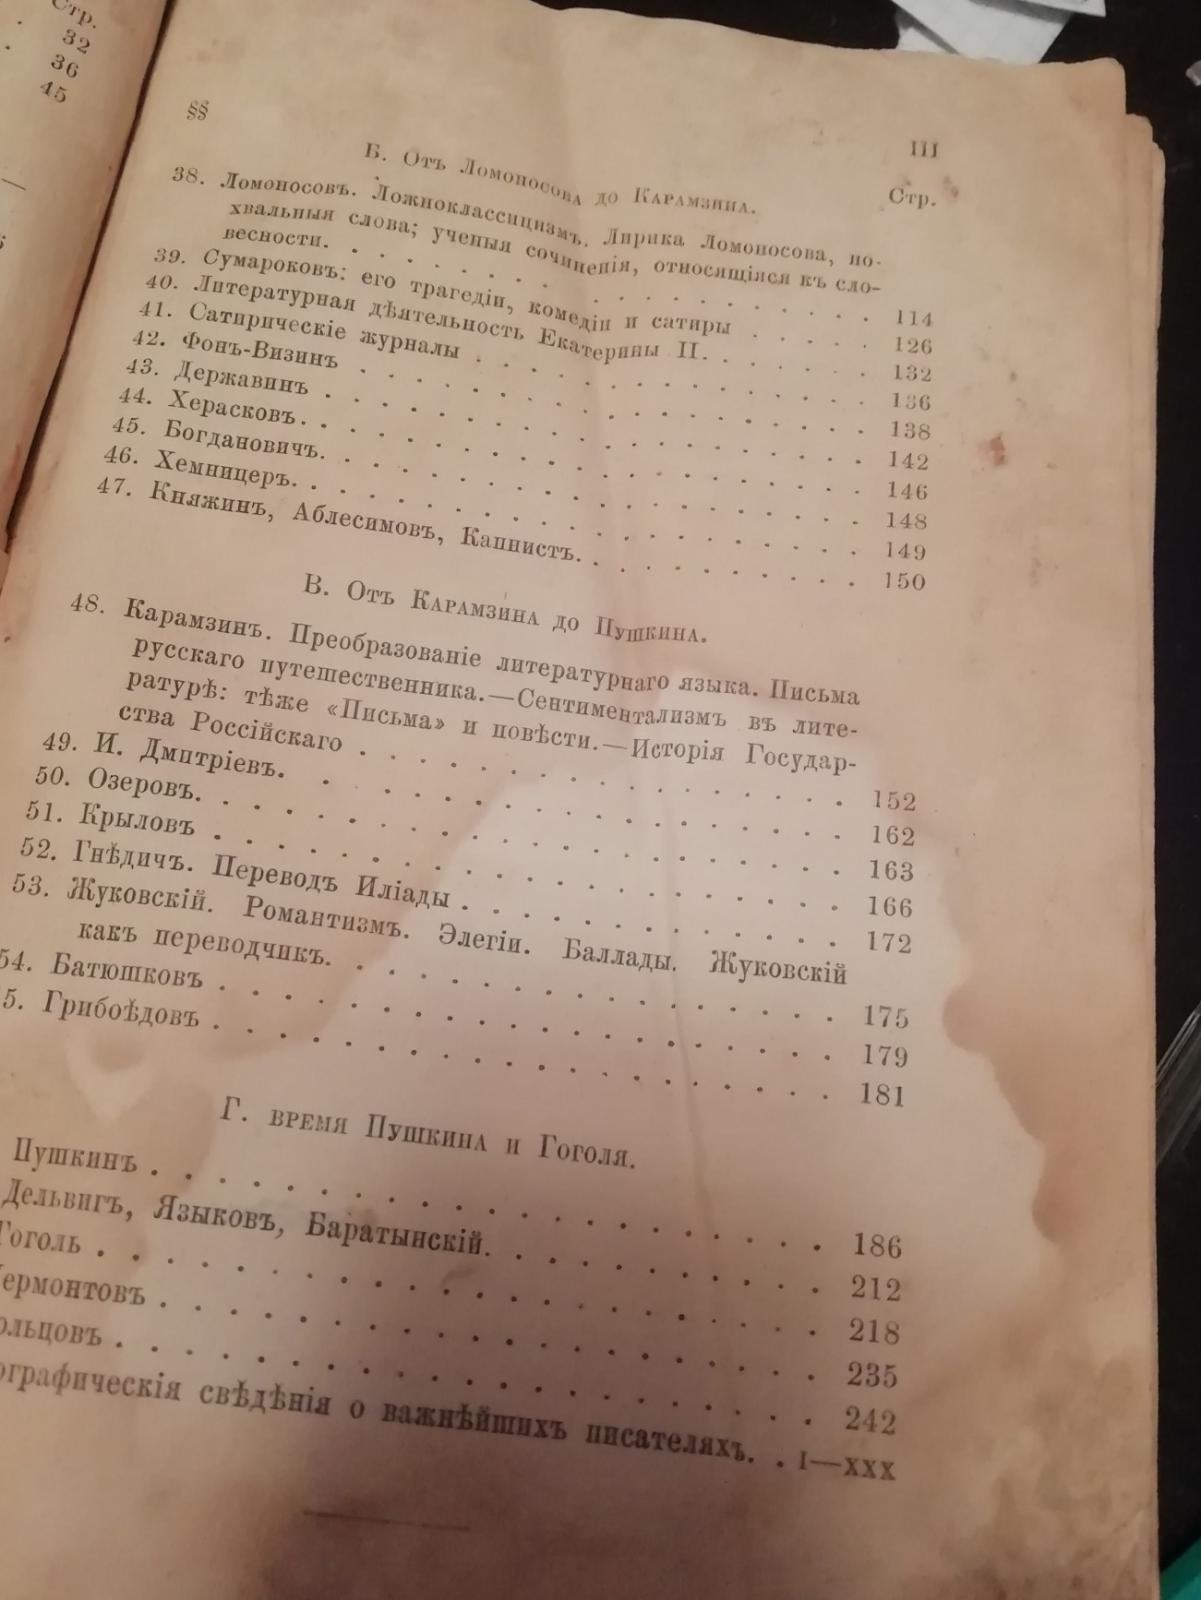 Стр.
32
36
45
§§ III
Б. Отъ Ломоносова до Карамзина.
Стр.
38. Ломоносовъ. Ложноклассицизмъ. Лирика Ломоносова, по-
хвальныя слова; ученыя сочиненія, относящіяся къ сло-
весности. . . . . . . . . . . . . . . . 114
39. Сумароковъ: его трагедіи, комедіи и сатиры . . . . . 126
40. Литературная дѣятельность Екатерины II. . . . . . 132
41. Сатирическіе журналы . . . . . . . . . . . . 136
42. Фонъ-Визинъ . . . . . . . . . . . . . . . 138
43. Державинъ . . . . . . . . . . . . . . . . 142
44. Херасковъ. . . . . . . . . . . . . . . . . 146
45. Богдановичъ. . . . . . . . . . . . . . . . 148
46. Хемницеръ. . . . . . . . . . . . . . . . . 149
47. Княжин​ъ, Аблесимовъ, Капнистъ. . . . . . . . . 150
В. Отъ Карамзина до Пушкина.
48. Карамзинъ. Преобразованіе литературнаго языка. Письма
русскаго путешественника.—Сентиментализмъ въ лите-
ратурѣ: тѣже «Письма» и повѣсти.—Исторія Государ-
ства Россійскаго . . . . . . . . . . . . . . 152
49. И. Дмитріевъ. . . . . . . . . . . . . . . . 162
50. Озеровъ. . . . . . . . . . . . . . . . . . 163
51. Крыловъ . . . . . . . . . . . . . . . . . 166
52. Гнѣдичъ. Переводъ Иліады . . . . . . . . . . . 172
53. Жуковскій. Романтизмъ. Элегіи. Баллады. Жуковскій
какъ переводчикъ. . . . . . . . . . . . . . 175
54. Батюшковъ . . . . . . . . . . . . . . . . 179
5. Грибоѣдовъ . . . . . . . . . . . . . . . . 181
Г. время Пушкина и Гоголя.
Пушкинъ . . . . . . . . . . . . . . . . 186
Дельвигъ, Языковъ, Баратынскій. . . . . . . . . . 212
Гоголь . . . . . . . . . . . . . . . . . 218
ермонтовъ . . . . . . . . . . . . . . . . 235
ольцовъ . . . . . . . . . . . . . . . . . 242
ографическія свѣдѣнія о важнѣйшихъ писателяхъ. . I—XXX